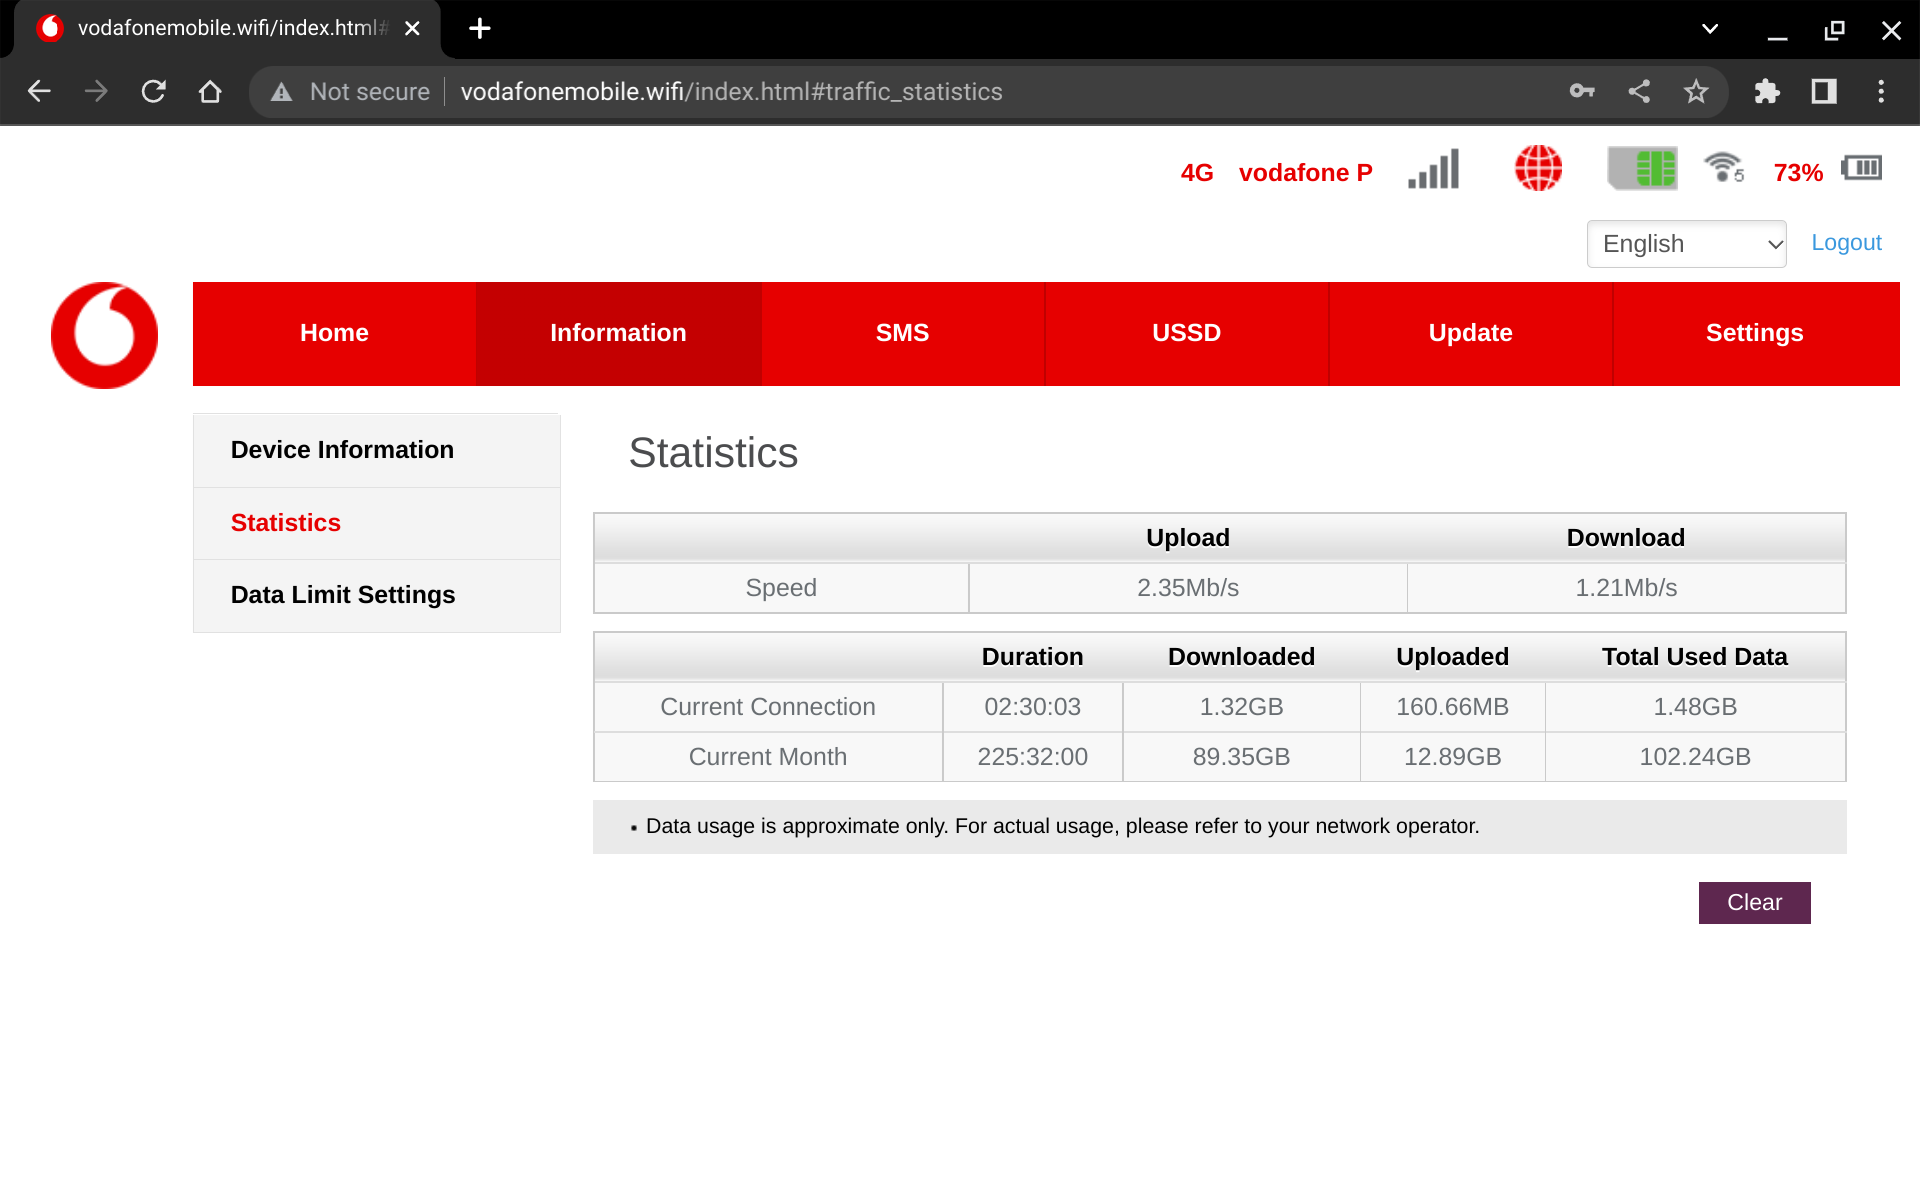 vodafonemobile.wifi/index.html#
Not secure vodafonemobile.wifi/index.html#traffic_statistics
4G vodafone P 5 73%
English Logout
Home Information SMS USSD Update Settings
Device Information
Statistics
Data Limit Settings
Statistics
Upload Download
Speed 2.35Mb/s 1.21Mb/s
Duration Downloaded Uploaded Total Used Data
Current Connection 02:30:03 1.32GB 160.66MB 1.48GB
Current Month 225:32:00 89.35GB 12.89GB 102.24GB
Data usage is approximate only. For actual usage, please refer to your network operator.
Clear